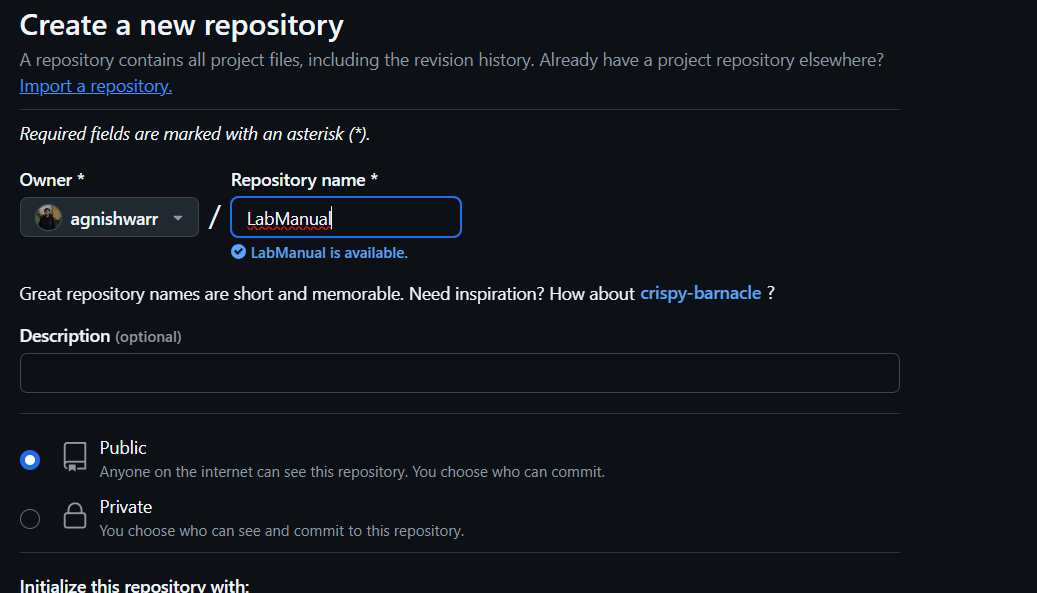 Create a new repository
A repository contains all project files, including the revision history. Already have a project repository elsewhere?
Import a repository.
Required fields are marked with an asterisk (*).
Owner * Repository name *
agnishwarr / LabManual
LabManual is available.
Great repository names are short and memorable. Need inspiration? How about crispy-barnacle ?
Description (optional)
Public
Anyone on the internet can see this repository. You choose who can commit.
Private
You choose who can see and commit to this repository.
Initialize this repository with: